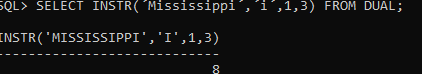 SQL> SELECT INSTR(´Mississippi´,´i´,1,3) FROM DUAL;
INSTR('MISSISSIPPI','I',1,3)
----------------------------
8